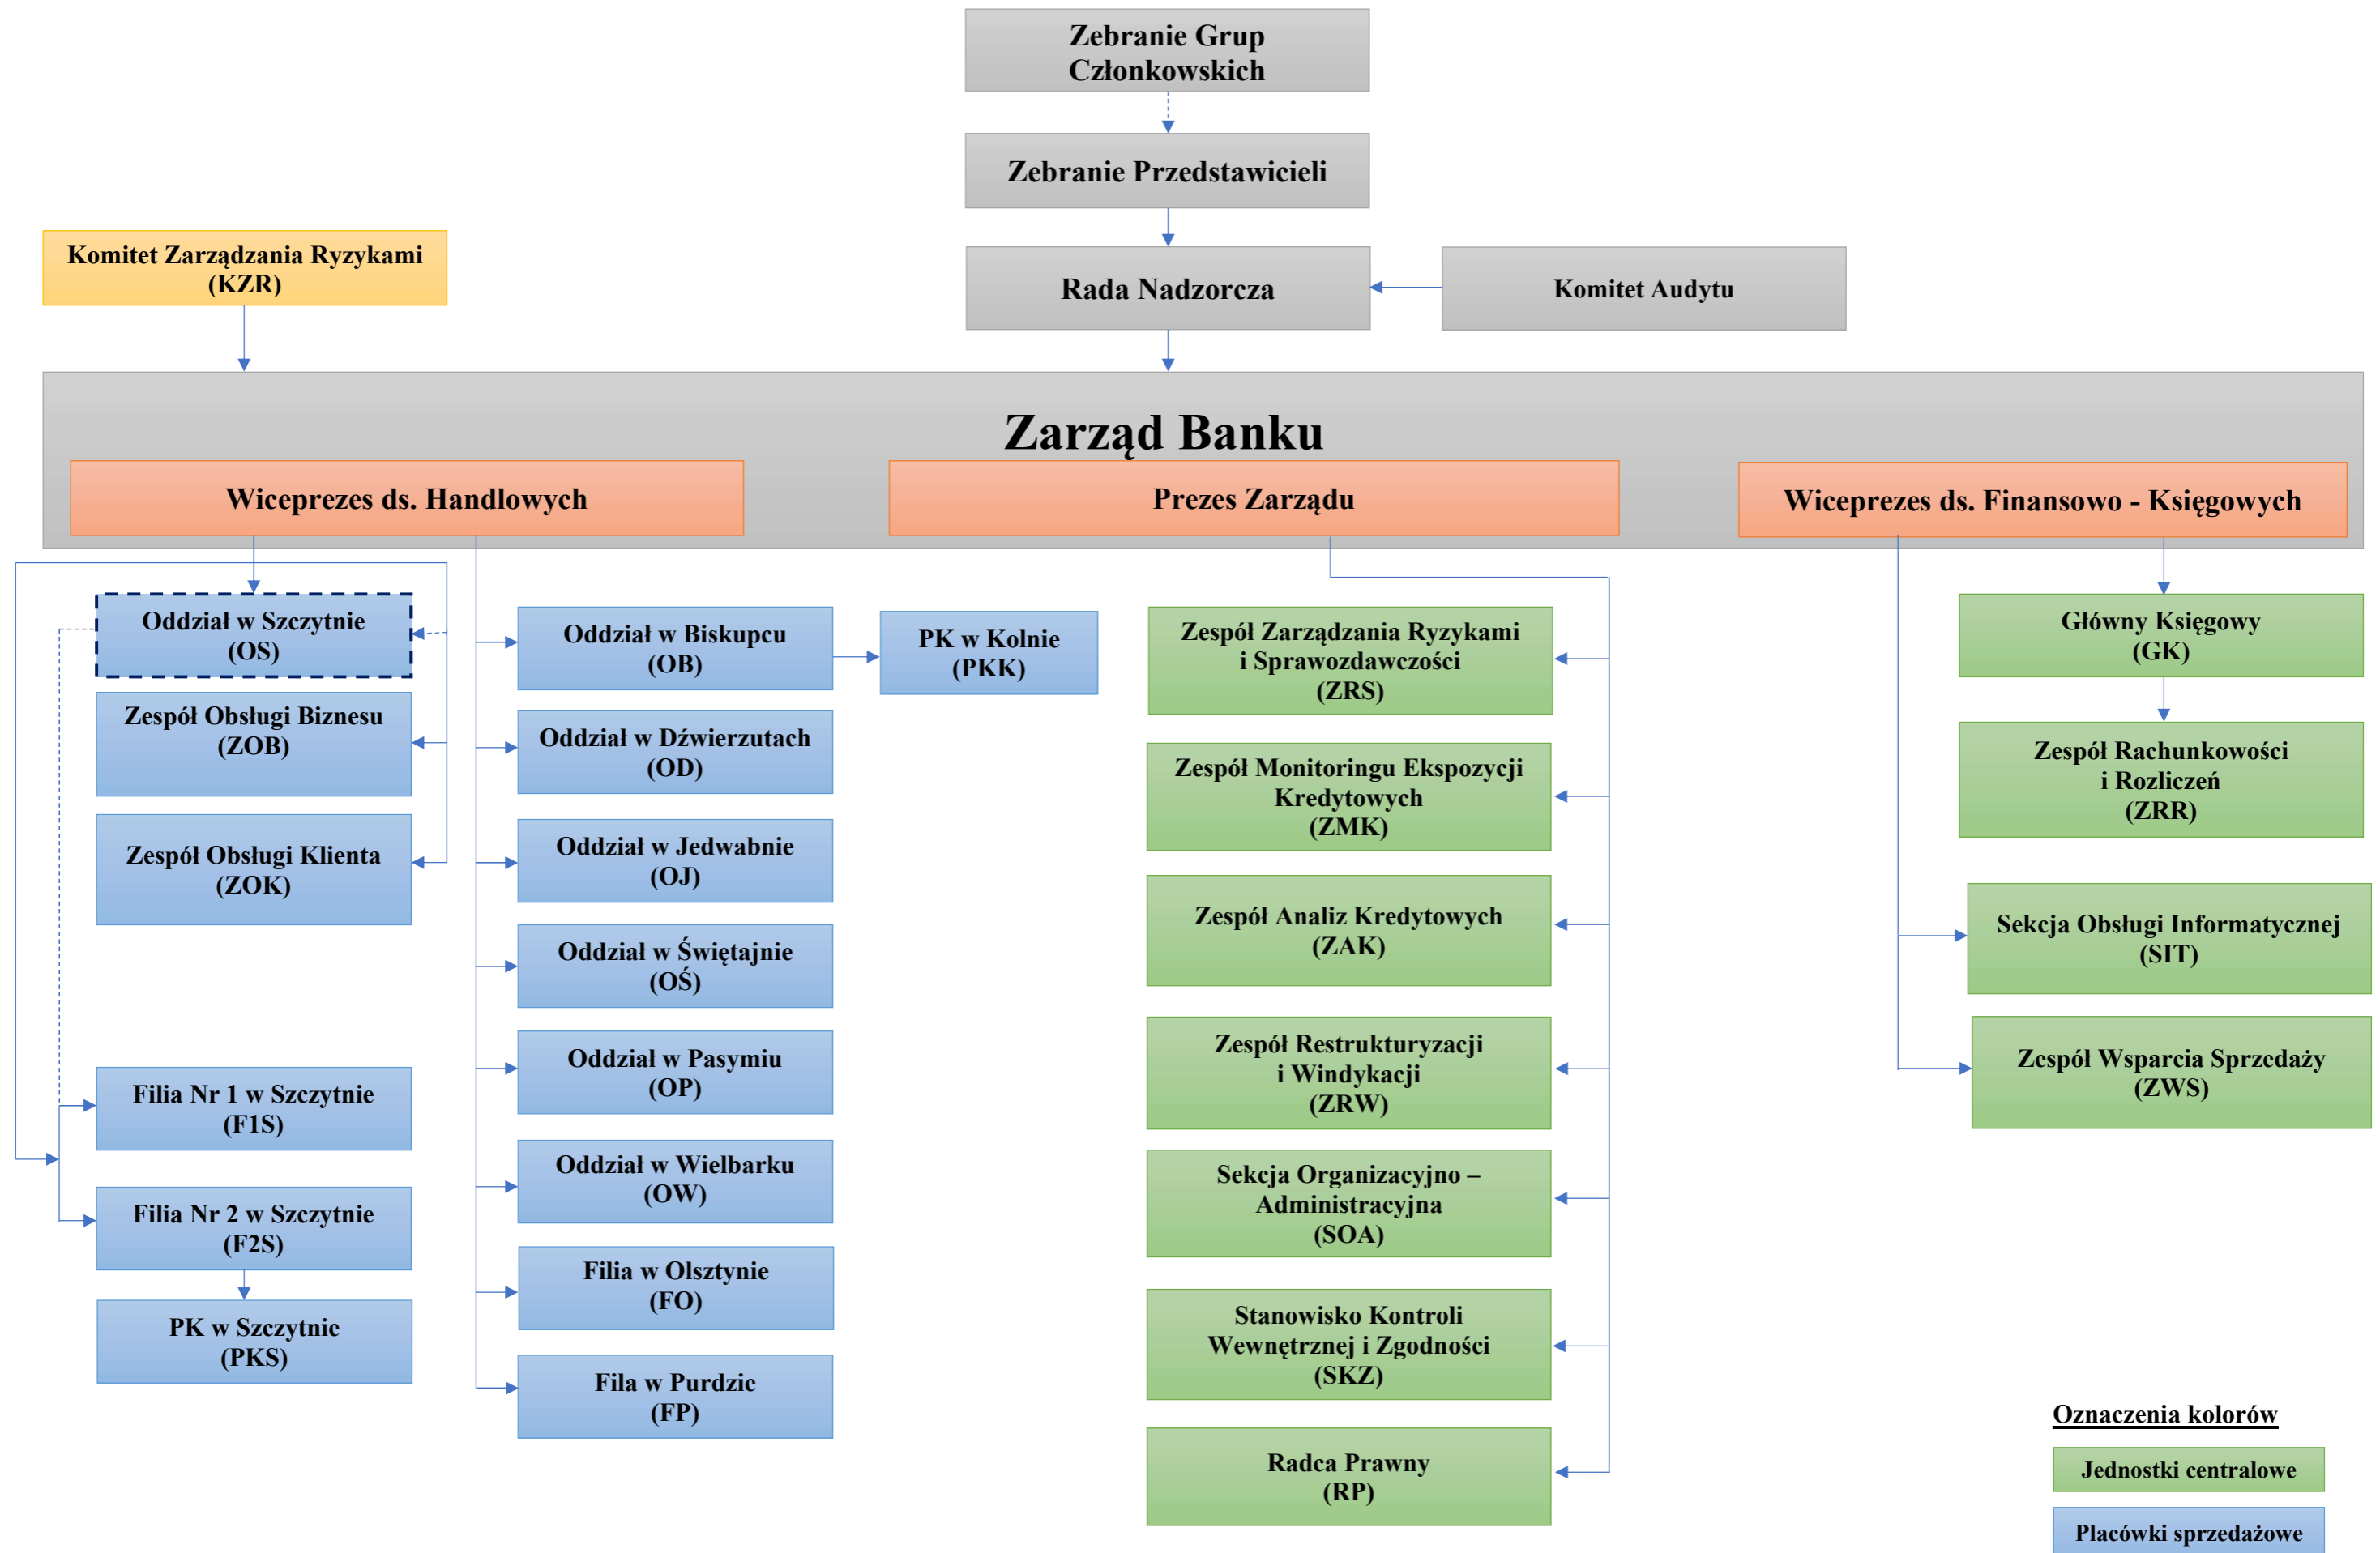 Zebranie Grup
Członkowskich
Zebranie Przedstawicieli
Komitet Zarządzania Ryzykami
(KZR)
Rada Nadzorcza
Komitet Audytu
Zarząd Banku
Wiceprezes ds. Handlowych
Prezes Zarządu
Wiceprezes ds. Finansowo - Księgowych
Oddział w Szczytnie
(OS)
Zespół Obsługi Biznesu
(ZOB)
Zespół Obsługi Klienta
(ZOK)
Filia Nr 1 w Szczytnie
(F1S)
Filia Nr 2 w Szczytnie
(F2S)
PK w Szczytnie
(PKS)
Oddział w Biskupcu
(OB)
PK w Kolnie
(PKK)
Oddział w Dźwierzutach
(OD)
Oddział w Jedwabnie
(OJ)
Oddział w Świętajnie
(OŚ)
Oddział w Pasymiu
(OP)
Oddział w Wielbarku
(OW)
Filia w Olsztynie
(FO)
Fila w Purdzie
(FP)
Zespół Zarządzania Ryzykami
i Sprawozdawczości
(ZRS)
Zespół Monitoringu Ekspozycji
Kredytowych
(ZMK)
Zespół Analiz Kredytowych
(ZAK)
Zespół Restrukturyzacji
i Windykacji
(ZRW)
Sekcja Organizacyjno –
Administracyjna
(SOA)
Stanowisko Kontroli
Wewnętrznej i Zgodności
(SKZ)
Radca Prawny
(RP)
Główny Księgowy
(GK)
Zespół Rachunkowości
i Rozliczeń
(ZRR)
Sekcja Obsługi Informatycznej
(SIT)
Zespół Wsparcia Sprzedaży
(ZWS)
Oznaczenia kolorów
Jednostki centralowe
Placówki sprzedażowe